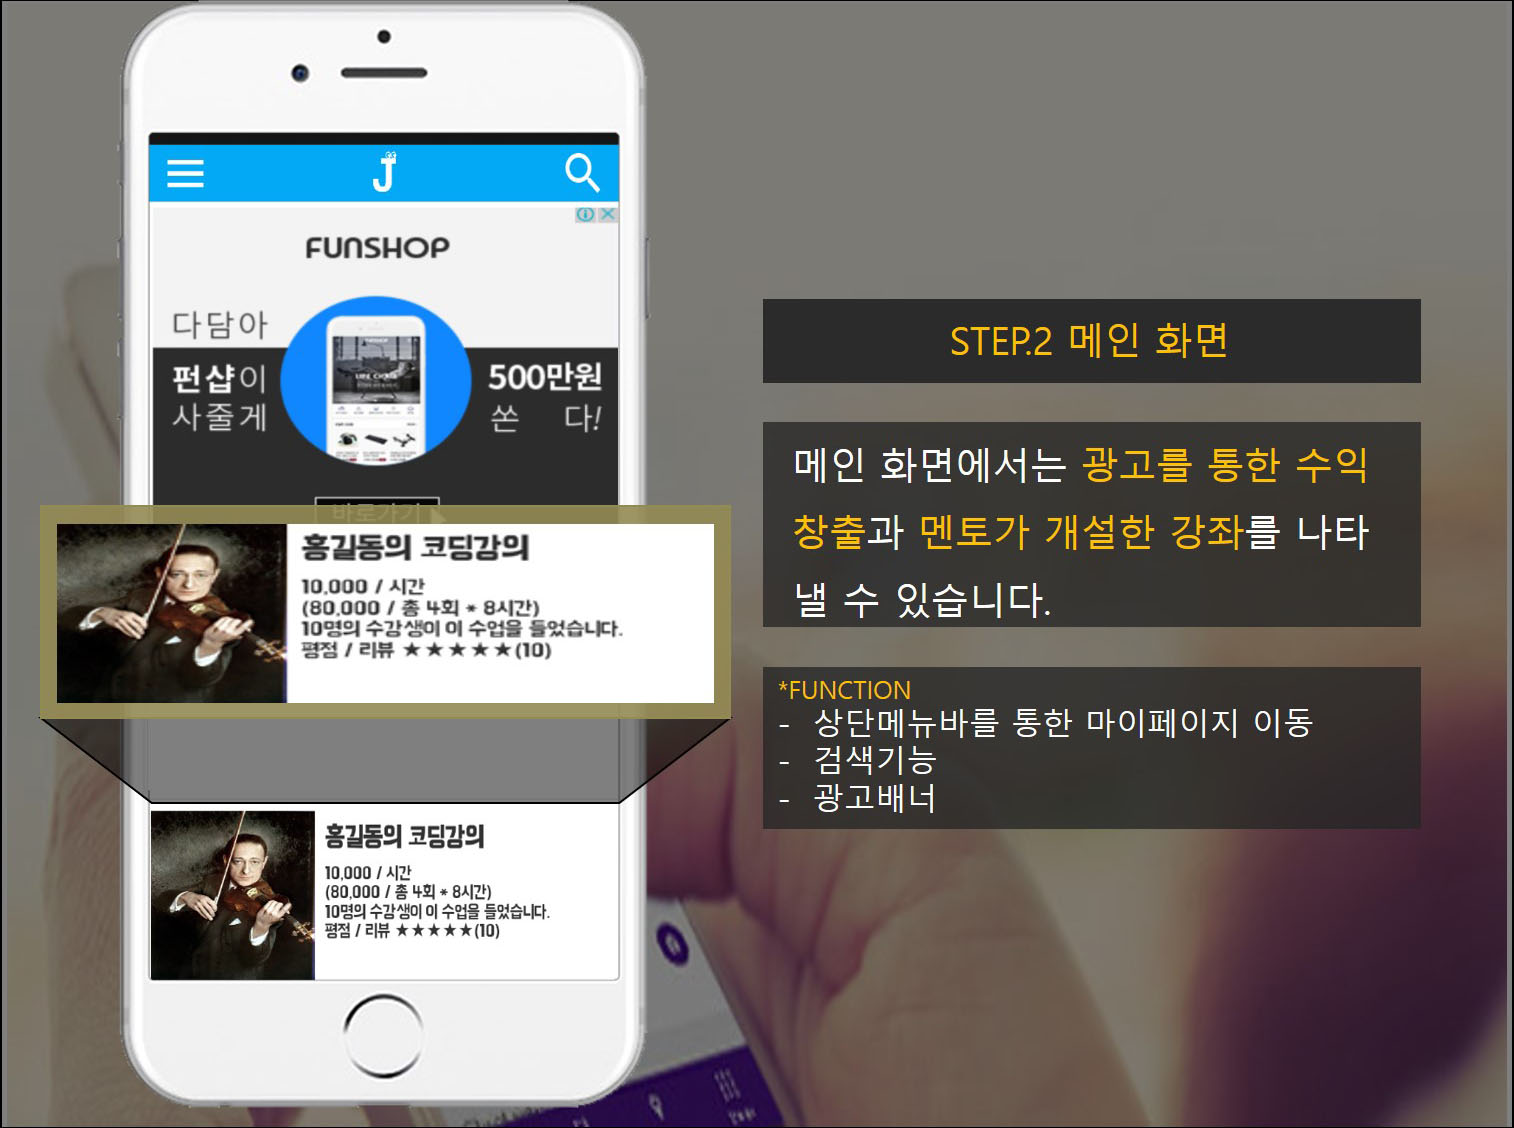 J
FUNSHOP
다담아
펀샵이
사줄게
500만원
쏜 다!
바로가기
홍길동의 코딩강의
10,000 / 시간
(80,000 / 총 4회 * 8시간)
10명의 수강생이 이 수업을 들었습니다.
평점 / 리뷰 ★★★★★(10)
홍길동의 코딩강의
10,000 / 시간
(80,000 / 총 4회 * 8시간)
10명의 수강생이 이 수업을 들었습니다.
평점 / 리뷰 ★★★★★(10)
STEP.2 메인 화면
메인 화면에서는 광고를 통한 수익
창출과 멘토가 개설한 강좌를 나타
낼 수 있습니다.
*FUNCTION
- 상단메뉴바를 통한 마이페이지 이동
- 검색기능
- 광고배너